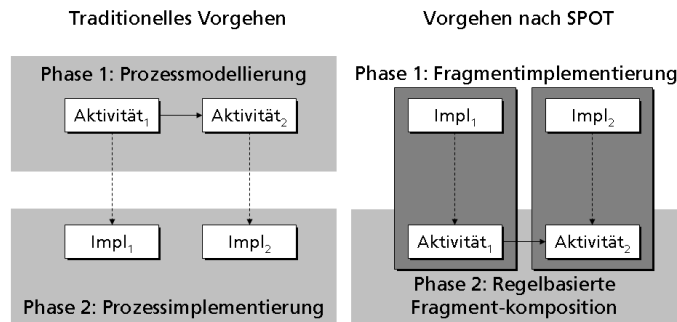 Traditionelles Vorgehen
Phase 1: Prozessmodellierung
Aktivität1
Aktivität2
Impl1
Impl2
Phase 2: Prozessimplementierung
Vorgehen nach SPOT
Phase 1: Fragmentimplementierung
Impl1
Impl2
Aktivität1
Aktivität2
Phase 2: Regelbasierte
Fragment-komposition